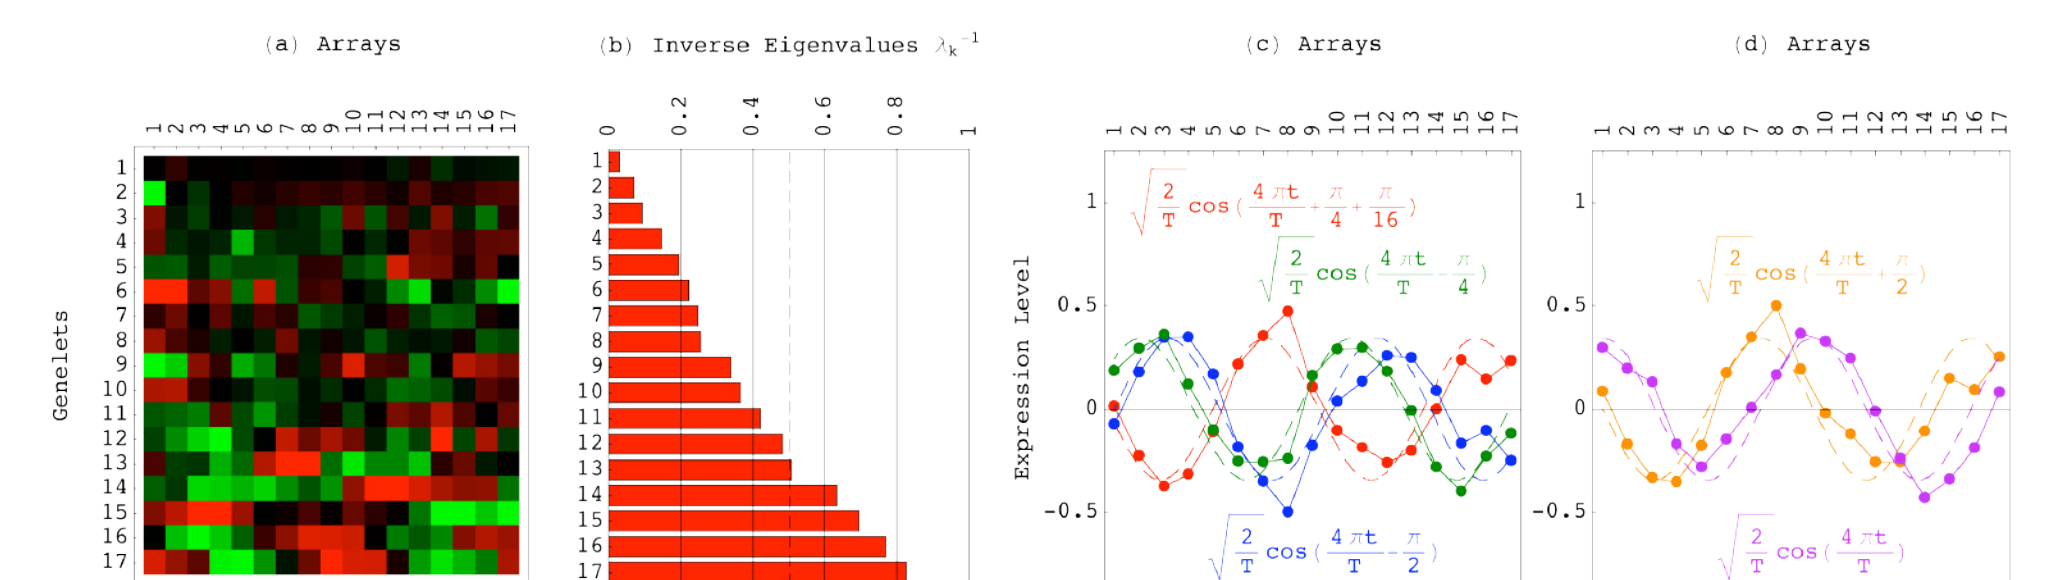 (a) Arrays
(b) Inverse Eigenvalues λk⁻¹
(c) Arrays
(d) Arrays
1 2 3 4 5 6 7 8 9 10 11 12 13 14 15 16 17
0 0.2 0.4 0.6 0.8 1
1 2 3 4 5 6 7 8 9 10 11 12 13 14 15 16 17
1 2 3 4 5 6 7 8 9 10 11 12 13 14 15 16 17
Genelets
1
2
3
4
5
6
7
8
9
10
11
12
13
14
15
16
17
1
2
3
4
5
6
7
8
9
10
11
12
13
14
15
16
17
Expression Level
1
0.5
0
-0.5
√(2/T) cos(4πt/T + π/4 + π/16)
√(2/T) cos(4πt/T - π/4)
√(2/T) cos(4πt/T - π/2)
1
0.5
0
-0.5
√(2/T) cos(4πt/T + π/2)
√(2/T) cos(4πt/T)